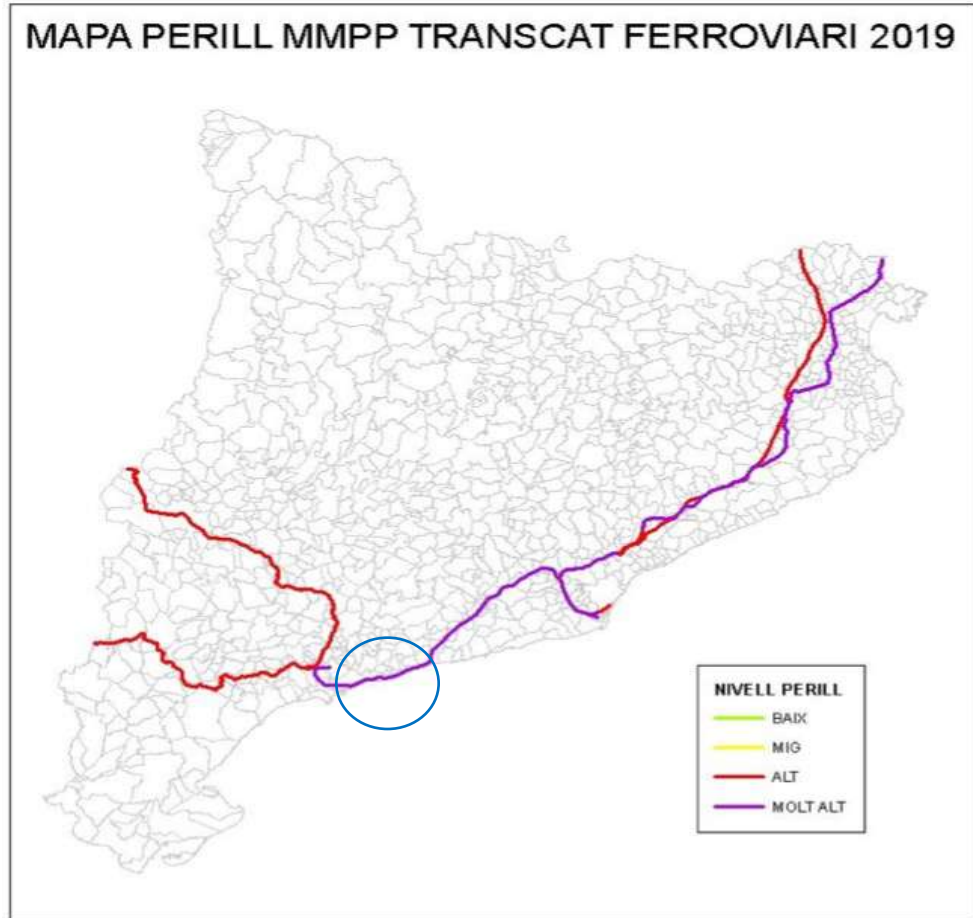 MAPA PERILL MMPP TRANSCAT FERROVIARI 2019
NIVELL PERILL
BAIX
MIG
ALT
MOLT ALT